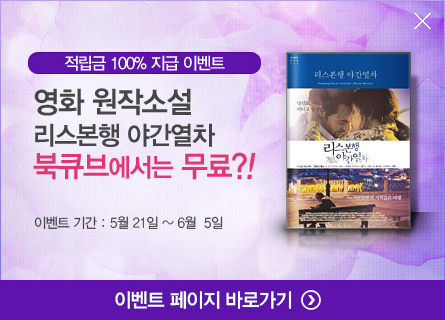 적립금 100% 지급 이벤트
영화 원작소설
리스본행 야간열차
북큐브에서는 무료?!
이벤트 기간 : 5월 21일 ~ 6월 5일
리스본행 야간열차
리스본행
야간열차
이벤트 페이지 바로가기